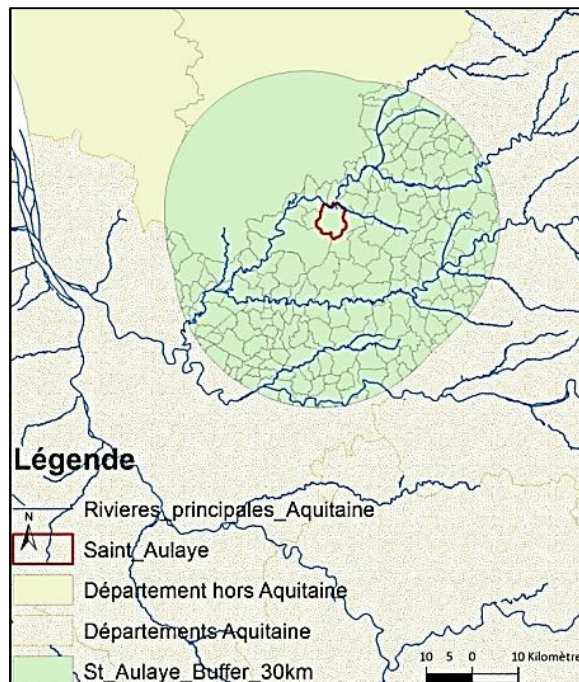 Légende
Rivieres_principales_Aquitaine
N
Saint_Aulaye
Département hors Aquitaine
Départements Aquitaine
St_Aulaye_Buffer_30km
10 5 0 10 Kilomètre